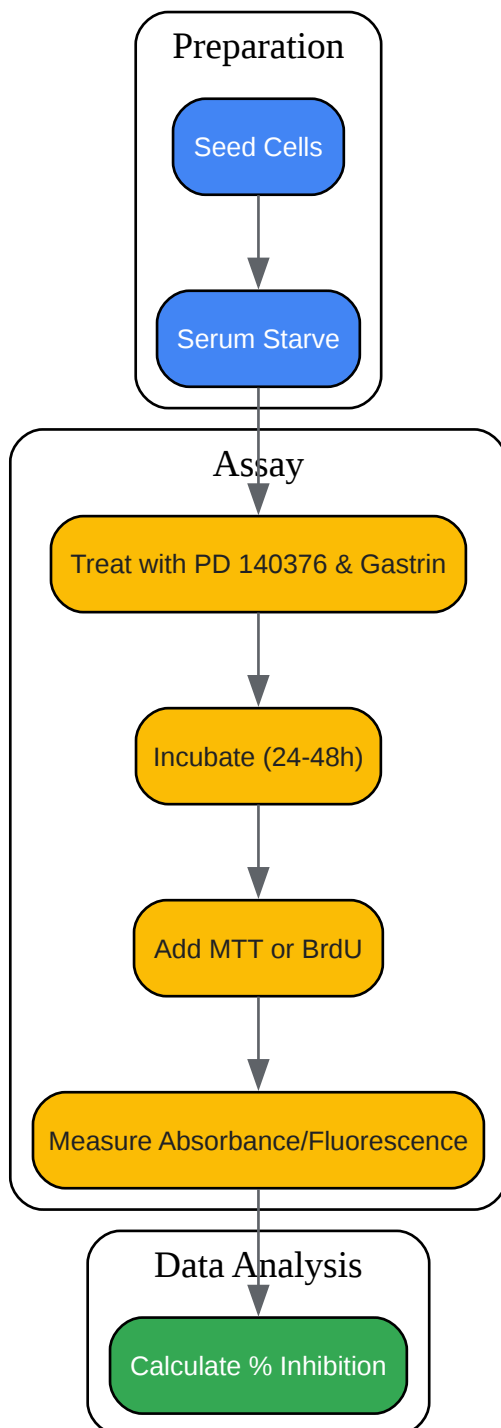 Preparation
Seed Cells
Serum Starve
Assay
Treat with PD 140376 & Gastrin
Incubate (24-48h)
Add MTT or BrdU
Measure Absorbance/Fluorescence
Data Analysis
Calculate % Inhibition